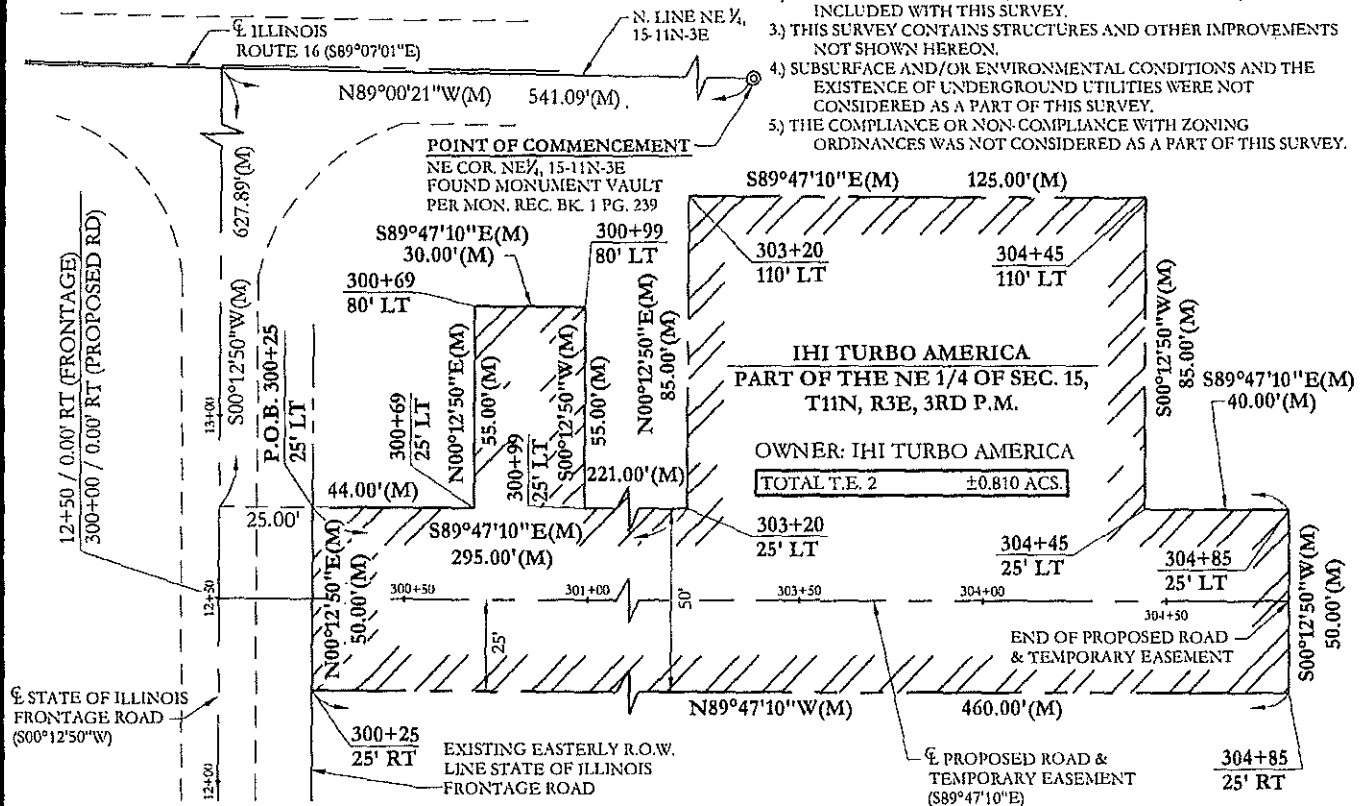 INCLUDED WITH THIS SURVEY.
3.) THIS SURVEY CONTAINS STRUCTURES AND OTHER IMPROVEMENTS
NOT SHOWN HEREON.
4.) SUBSURFACE AND/OR ENVIRONMENTAL CONDITIONS AND THE
EXISTENCE OF UNDERGROUND UTILITIES WERE NOT
CONSIDERED AS A PART OF THIS SURVEY.
5.) THE COMPLIANCE OR NON-COMPLIANCE WITH ZONING
ORDINANCES WAS NOT CONSIDERED AS A PART OF THIS SURVEY.
℄ ILLINOIS
ROUTE 16 (S89°07'01"E)
N. LINE NE ¼,
15-11N-3E
N89°00'21"W(M) 541.09'(M)
POINT OF COMMENCEMENT
NE COR. NE¼, 15-11N-3E
FOUND MONUMENT VAULT
PER MON. REC. BK. 1 PG. 239
627.89'(M)
S00°12'50"W(M)
12+50 / 0.00' RT (FRONTAGE)
300+00 / 0.00' RT (PROPOSED RD)
13+00
P.O.B. 300+25
25' LT
S89°47'10"E(M)
30.00'(M)
300+69
80' LT
300+99
80' LT
S89°47'10"E(M) 125.00'(M)
303+20
110' LT
304+45
110' LT
300+69
25' LT
N00°12'50"E(M)
55.00'(M)
300+99
25' LT
S00°12'50"W(M)
55.00'(M)
N00°12'50"E(M)
85.00'(M)
IHI TURBO AMERICA
PART OF THE NE 1/4 OF SEC. 15,
T11N, R3E, 3RD P.M.
OWNER: IHI TURBO AMERICA
TOTAL T.E. 2 ±0.810 ACS.
S00°12'50"W(M)
85.00'(M)
S89°47'10"E(M)
40.00'(M)
44.00'(M)
221.00'(M)
25.00'
S89°47'10"E(M)
295.00'(M)
303+20
25' LT
304+45
25' LT
304+85
25' LT
N00°12'50"E(M)
50.00'(M)
12+50
300+50
301+00
50'
25'
303+50
304+00
304+50
END OF PROPOSED ROAD
& TEMPORARY EASEMENT
S00°12'50"W(M)
50.00'(M)
N89°47'10"W(M) 460.00'(M)
℄ STATE OF ILLINOIS
FRONTAGE ROAD
(S00°12'50"W)
12+00
300+25
25' RT
EXISTING EASTERLY R.O.W.
LINE STATE OF ILLINOIS
FRONTAGE ROAD
℄ PROPOSED ROAD &
TEMPORARY EASEMENT
(S89°47'10"E)
304+85
25' RT